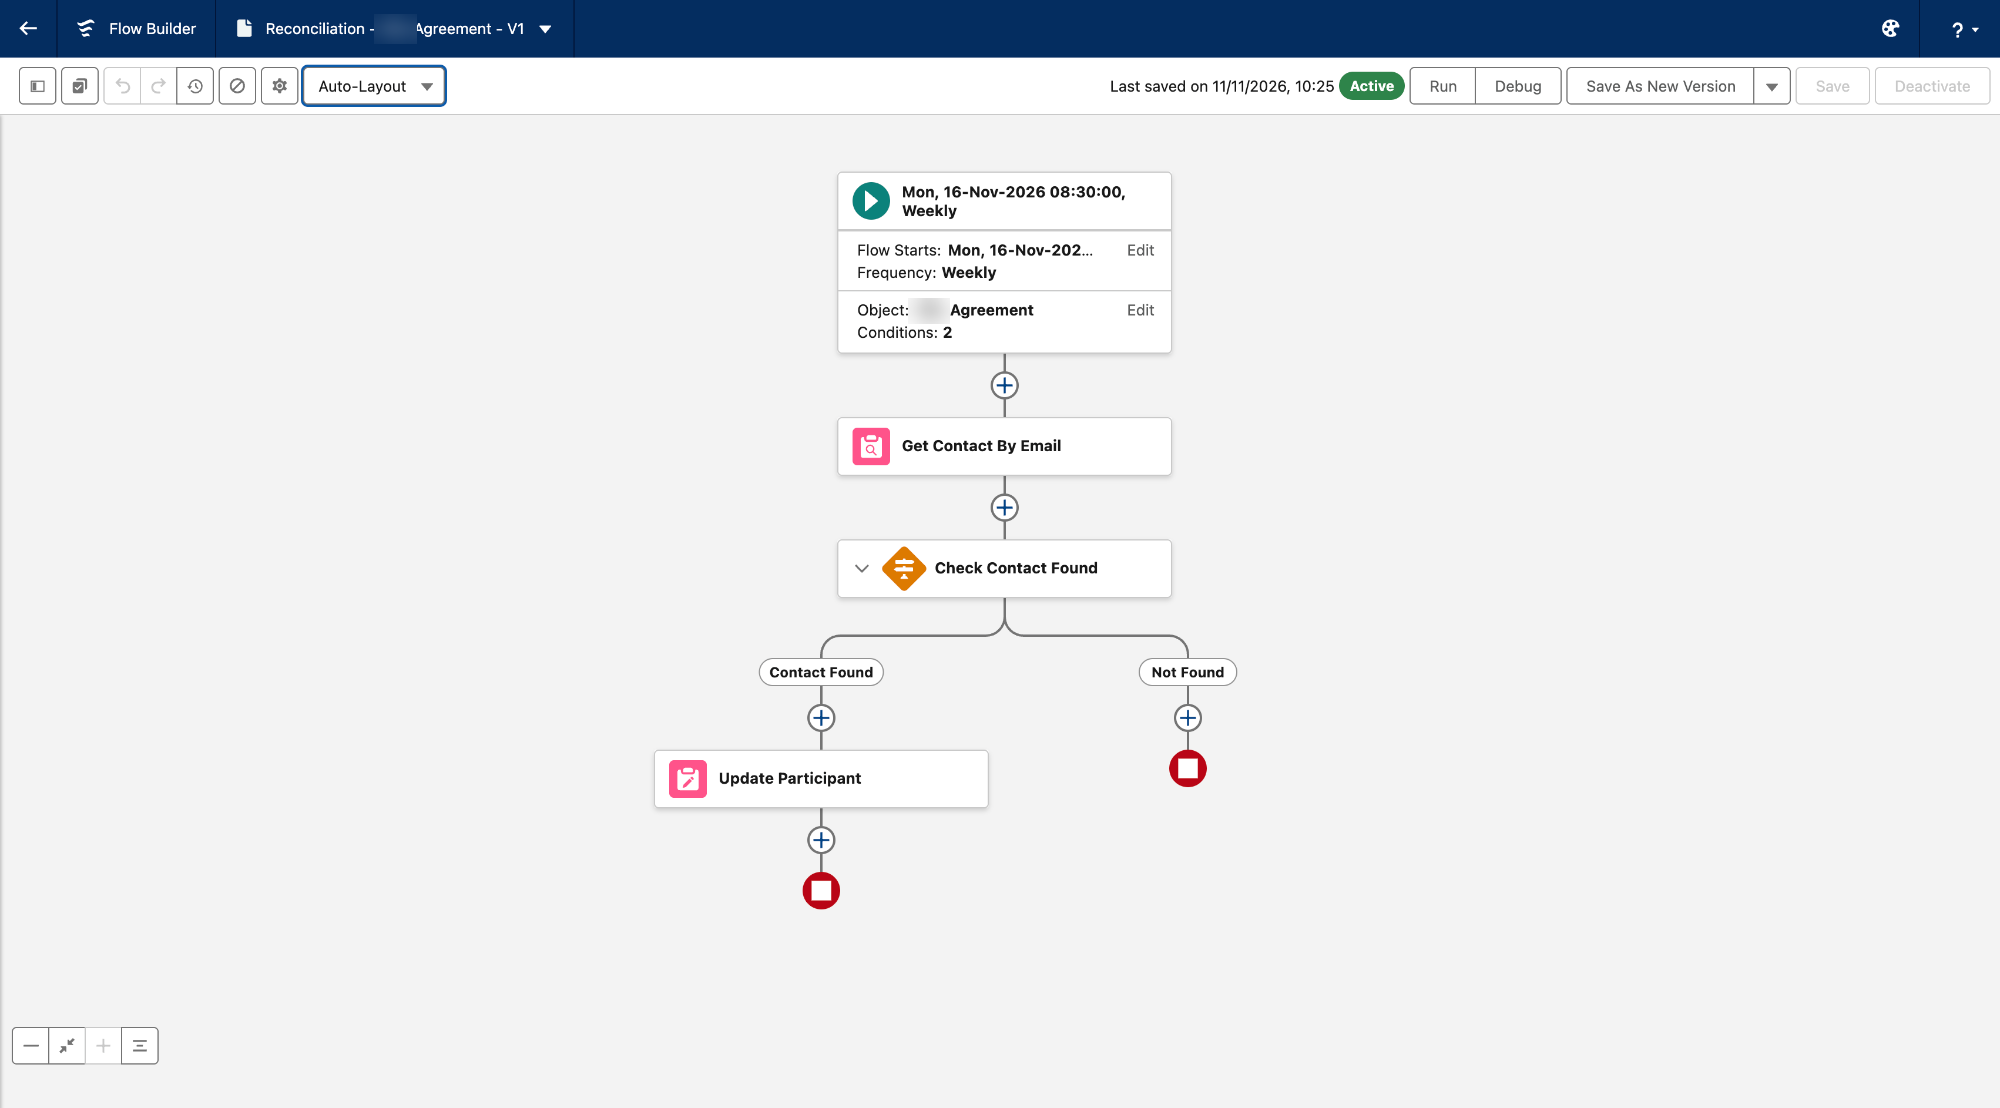 Flow Builder
Reconciliation - Agreement - V1
?
Auto-Layout
Last saved on 11/11/2026, 10:25
Active
Run
Debug
Save As New Version
Save
Deactivate
Mon, 16-Nov-2026 08:30:00,
Weekly
Flow Starts: Mon, 16-Nov-202... Edit
Frequency: Weekly
Object: Agreement Edit
Conditions: 2
Get Contact By Email
Check Contact Found
Contact Found
Not Found
Update Participant